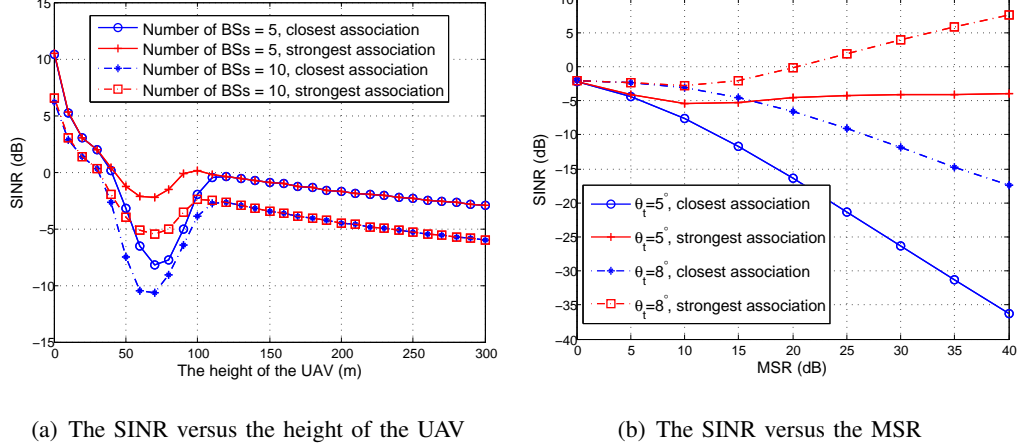 15
10
5
0
−5
−10
−15
0
50
100
150
200
250
300
SINR (dB)
The height of the UAV (m)
Number of BSs = 5, closest association
Number of BSs = 5, strongest association
Number of BSs = 10, closest association
Number of BSs = 10, strongest association
(a) The SINR versus the height of the UAV
10
5
0
−5
−10
−15
−20
−25
−30
−35
−40
0
5
10
15
20
25
30
35
40
SINR (dB)
MSR (dB)
θt=5°, closest association
θt=5°, strongest association
θt=8°, closest association
θt=8°, strongest association
(b) The SINR versus the MSR